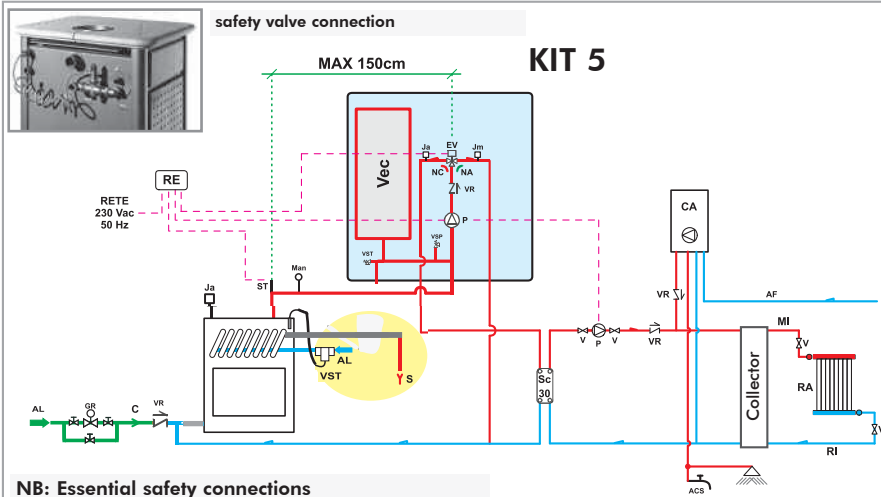 safety valve connection
KIT 5
MAX 150cm
Ja
EV
Jm
NC
NA
Vec
VR
P
VSP
VST
RE
RETE
230 Vac
50 Hz
ST
Man
Ja
CA
VR
AF
AL
VST
S
V
P
V
VR
MI
V
Sc
30
Collector
RA
AL
GR
C
VR
RI
V
ACS
NB: Essential safety connections